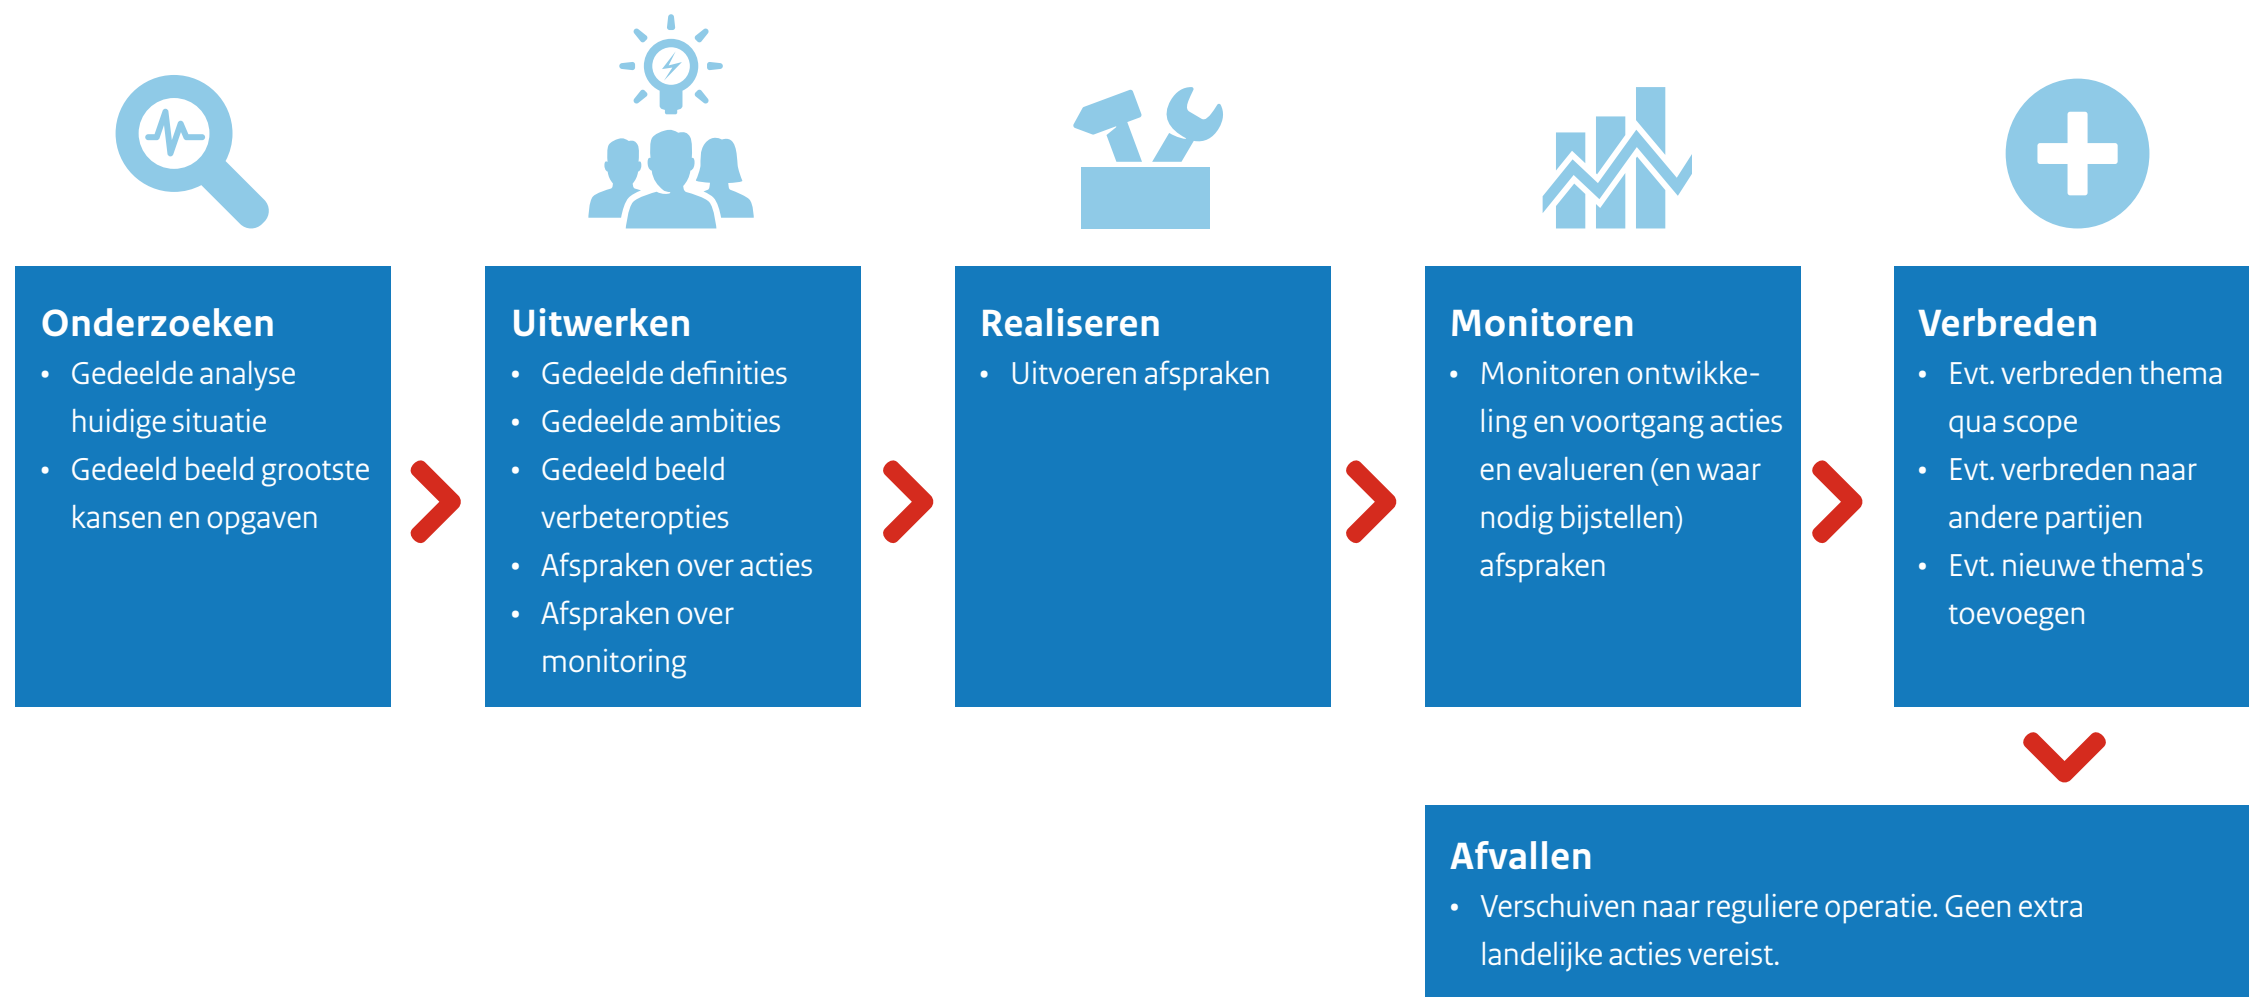 Onderzoeken
• Gedeelde analyse
huidige situatie
• Gedeeld beeld grootste
kansen en opgaven
Uitwerken
• Gedeelde definities
• Gedeelde ambities
• Gedeeld beeld
verbeteropties
• Afspraken over acties
• Afspraken over
monitoring
Realiseren
• Uitvoeren afspraken
Monitoren
• Monitoren ontwikke-
ling en voortgang acties
en evalueren (en waar
nodig bijstellen)
afspraken
Verbreden
• Evt. verbreden thema
qua scope
• Evt. verbreden naar
andere partijen
• Evt. nieuwe thema's
toevoegen
Afvallen
• Verschuiven naar reguliere operatie. Geen extra
landelijke acties vereist.